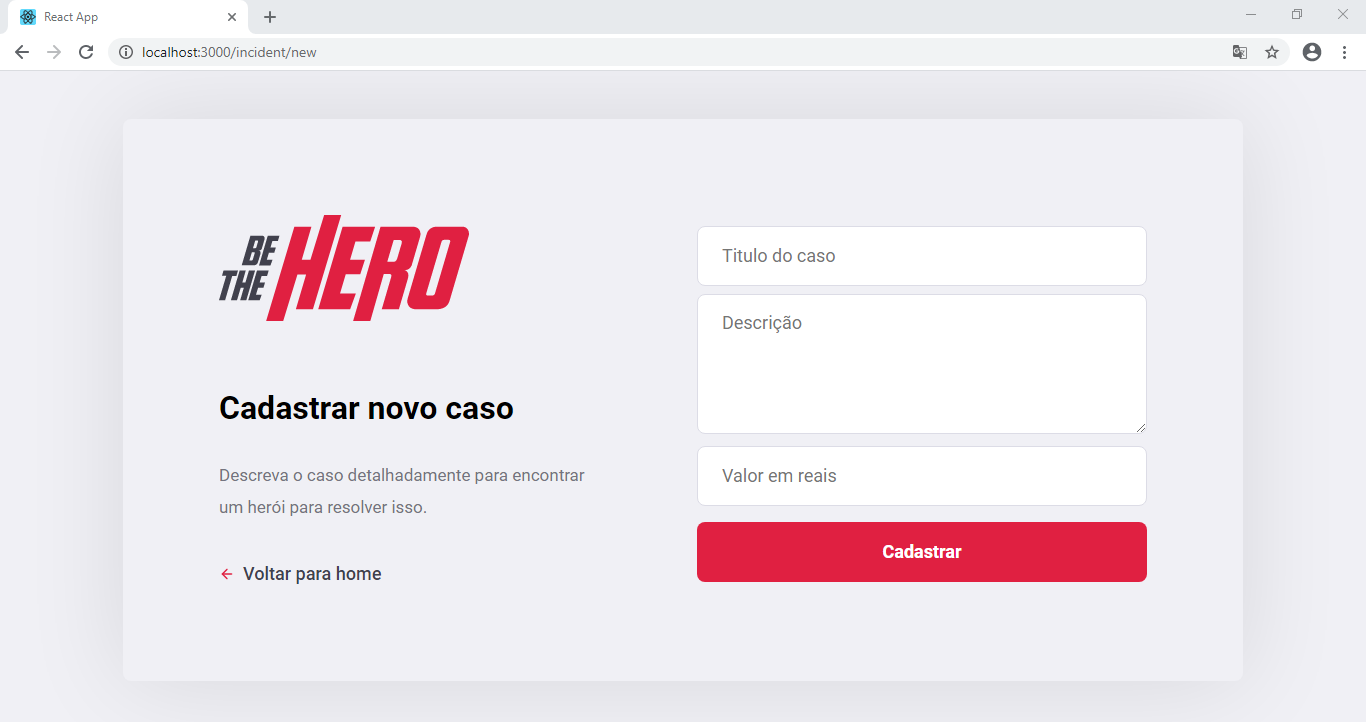 React App
localhost:3000/incident/new
BE
THE
HERO
Cadastrar novo caso
Descreva o caso detalhadamente para encontrar
um herói para resolver isso.
Voltar para home
Titulo do caso
Descrição
Valor em reais
Cadastrar